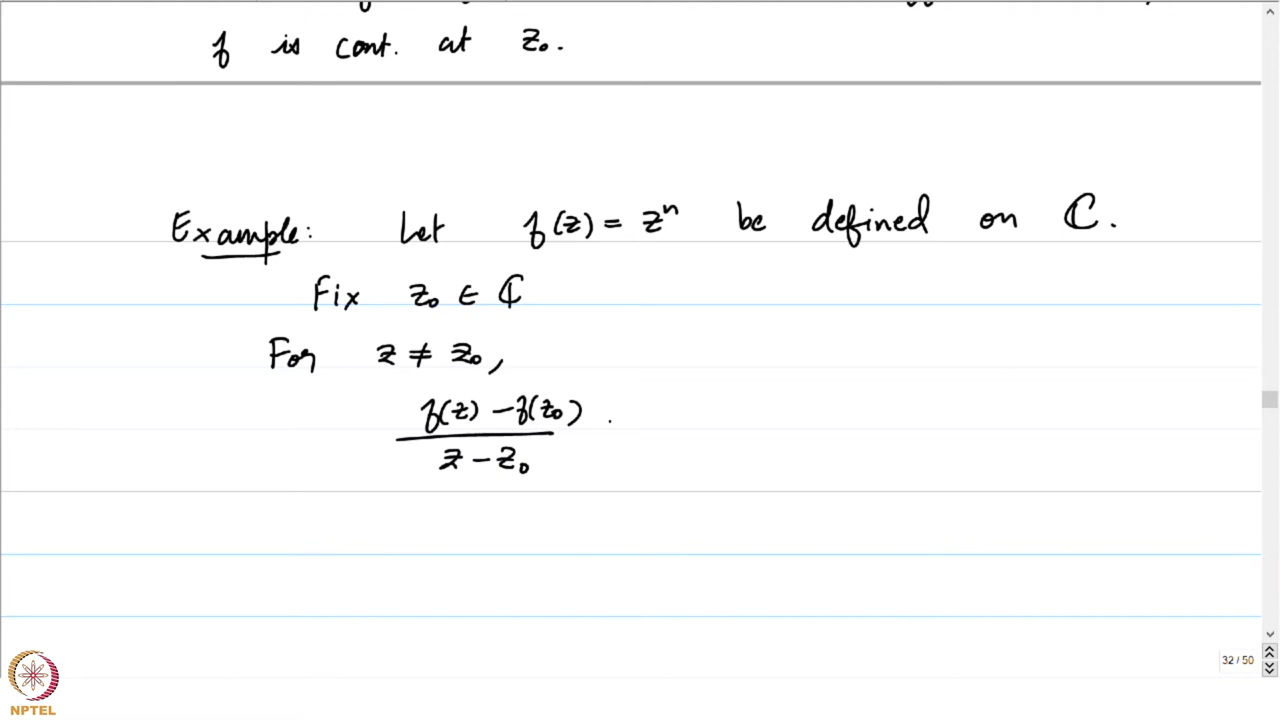 f is cont. at z₀.
Example: Let f(z) = zⁿ be defined on ℂ.
Fix z₀ ∈ ℂ
For z ≠ z₀,
f(z) - f(z₀)
z - z₀
32 / 50
NPTEL